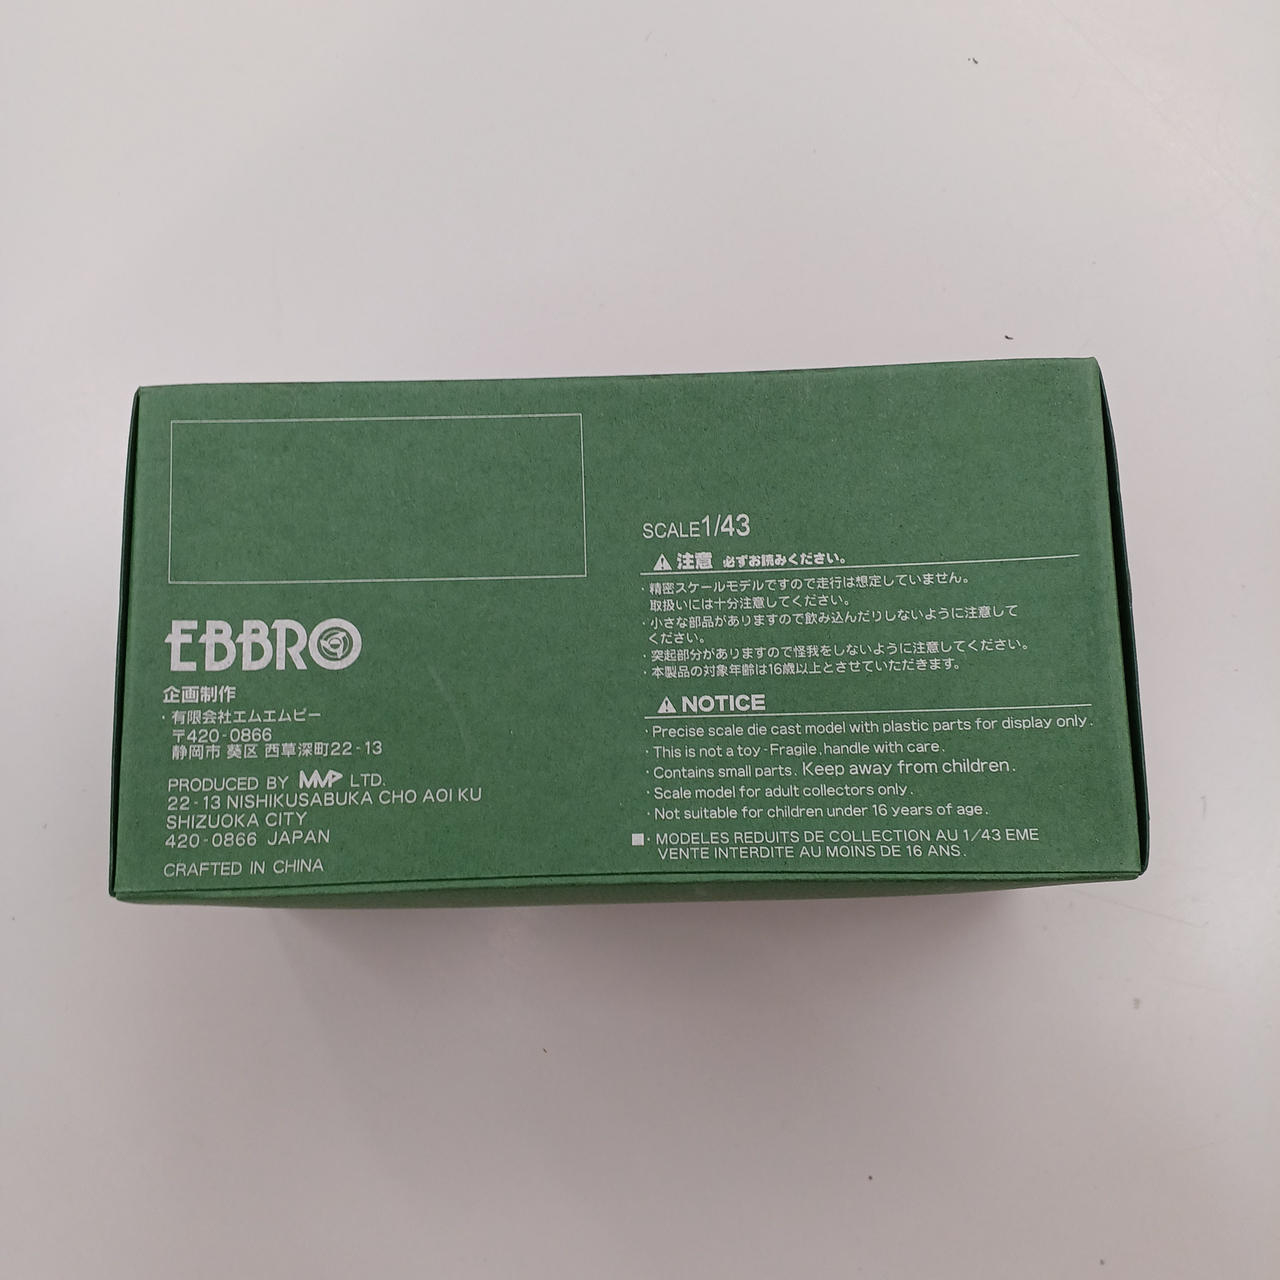 EBBRO
企画制作
・有限会社エムエムピー
〒420-0866
静岡市 葵区 西草深町22-13
PRODUCED BY MMP LTD.
22-13 NISHIKUSABUKA CHO AOI KU
SHIZUOKA CITY
420-0866 JAPAN
CRAFTED IN CHINA
SCALE1/43
注意 必ずお読みください。
・精密スケールモデルですので走行は想定していません。
取扱いには十分注意してください。
・小さな部品がありますので飲み込んだりしないように注意して
ください。
・突起部分がありますので怪我をしないように注意してください。
・本製品の対象年齢は16歳以上とさせていただきます。
NOTICE
・Precise scale die cast model with plastic parts for display only.
・This is not a toy-Fragile,handle with care.
・Contains small parts. Keep away from children.
・Scale model for adult collectors only.
・Not suitable for children under 16 years of age.
■・MODELES REDUITS DE COLLECTION AU 1/43 EME
VENTE INTERDITE AU MOINS DE 16 ANS.